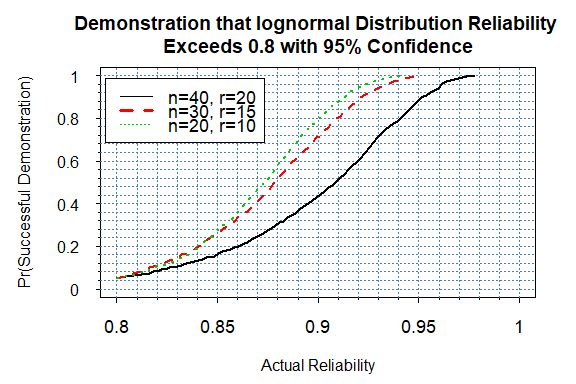 Demonstration that lognormal Distribution Reliability
Exceeds 0.8 with 95% Confidence
Pr(Successful Demonstration)
1
0.8
0.6
0.4
0.2
0
n=40, r=20
n=30, r=15
n=20, r=10
0.8 0.85 0.9 0.95 1
Actual Reliability